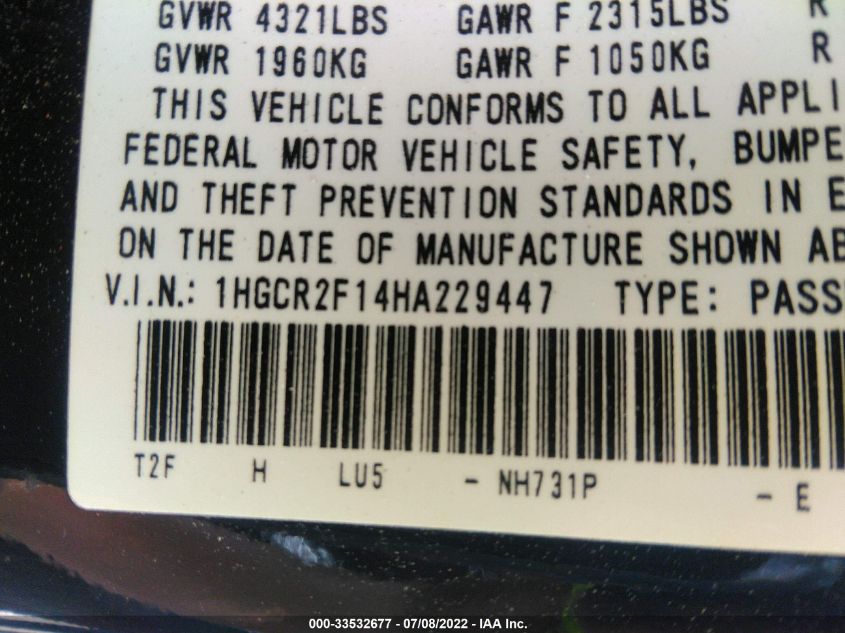 GVWR 4321LBS GAWR F 2315LBS R
GVWR 1960KG GAWR F 1050KG R
THIS VEHICLE CONFORMS TO ALL APPLI
FEDERAL MOTOR VEHICLE SAFETY, BUMPE
AND THEFT PREVENTION STANDARDS IN E
ON THE DATE OF MANUFACTURE SHOWN AB
V.I.N.: 1HGCR2F14HA229447 TYPE: PASS
T2F H LU5 - NH731P - E
000-33532677 - 07/08/2022 - IAA Inc.